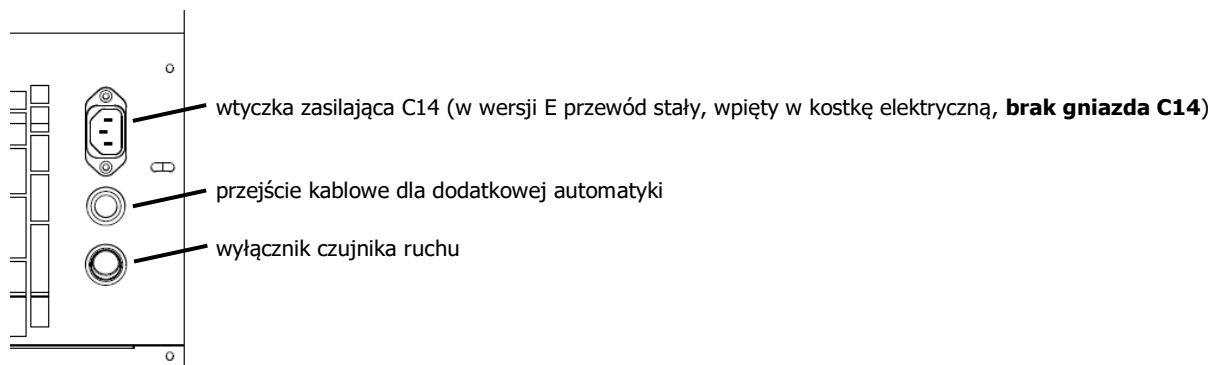 wtyczka zasilająca C14 (w wersji E przewód stały, wpięty w kostkę elektryczną, brak gniazda C14)
przejście kablowe dla dodatkowej automatyki
wyłącznik czujnika ruchu